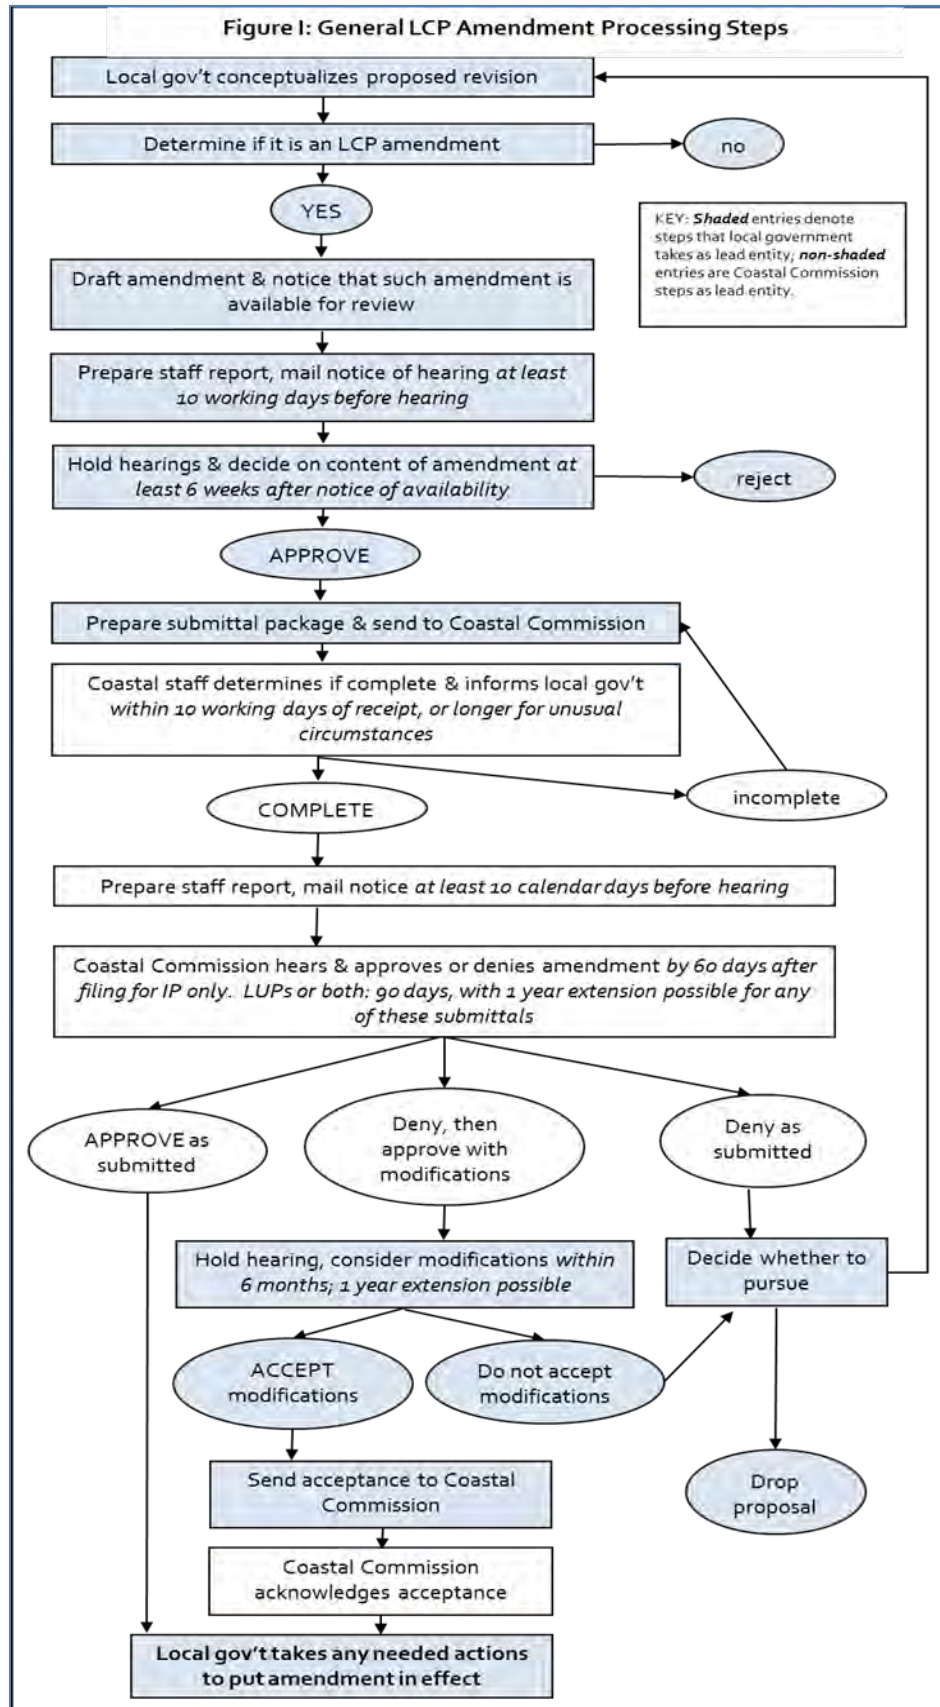 Figure I: General LCP Amendment Processing Steps
Local gov’t conceptualizes proposed revision
Determine if it is an LCP amendment
no
YES
KEY: Shaded entries denote
steps that local government
takes as lead entity; non-shaded
entries are Coastal Commission
steps as lead entity.
Draft amendment & notice that such amendment is
available for review
Prepare staff report, mail notice of hearing at least
10 working days before hearing
Hold hearings & decide on content of amendment at
least 6 weeks after notice of availability
reject
APPROVE
Prepare submittal package & send to Coastal Commission
Coastal staff determines if complete & informs local gov’t
within 10 working days of receipt, or longer for unusual
circumstances
incomplete
COMPLETE
Prepare staff report, mail notice at least 10 calendar days before hearing
Coastal Commission hears & approves or denies amendment by 60 days after
filing for IP only. LUPs or both: 90 days, with 1 year extension possible for any
of these submittals
APPROVE as
submitted
Deny, then
approve with
modifications
Deny as
submitted
Hold hearing, consider modifications within
6 months; 1 year extension possible
Decide whether to
pursue
ACCEPT
modifications
Do not accept
modifications
Send acceptance to Coastal
Commission
Drop
proposal
Coastal Commission
acknowledges acceptance
Local gov’t takes any needed actions
to put amendment in effect